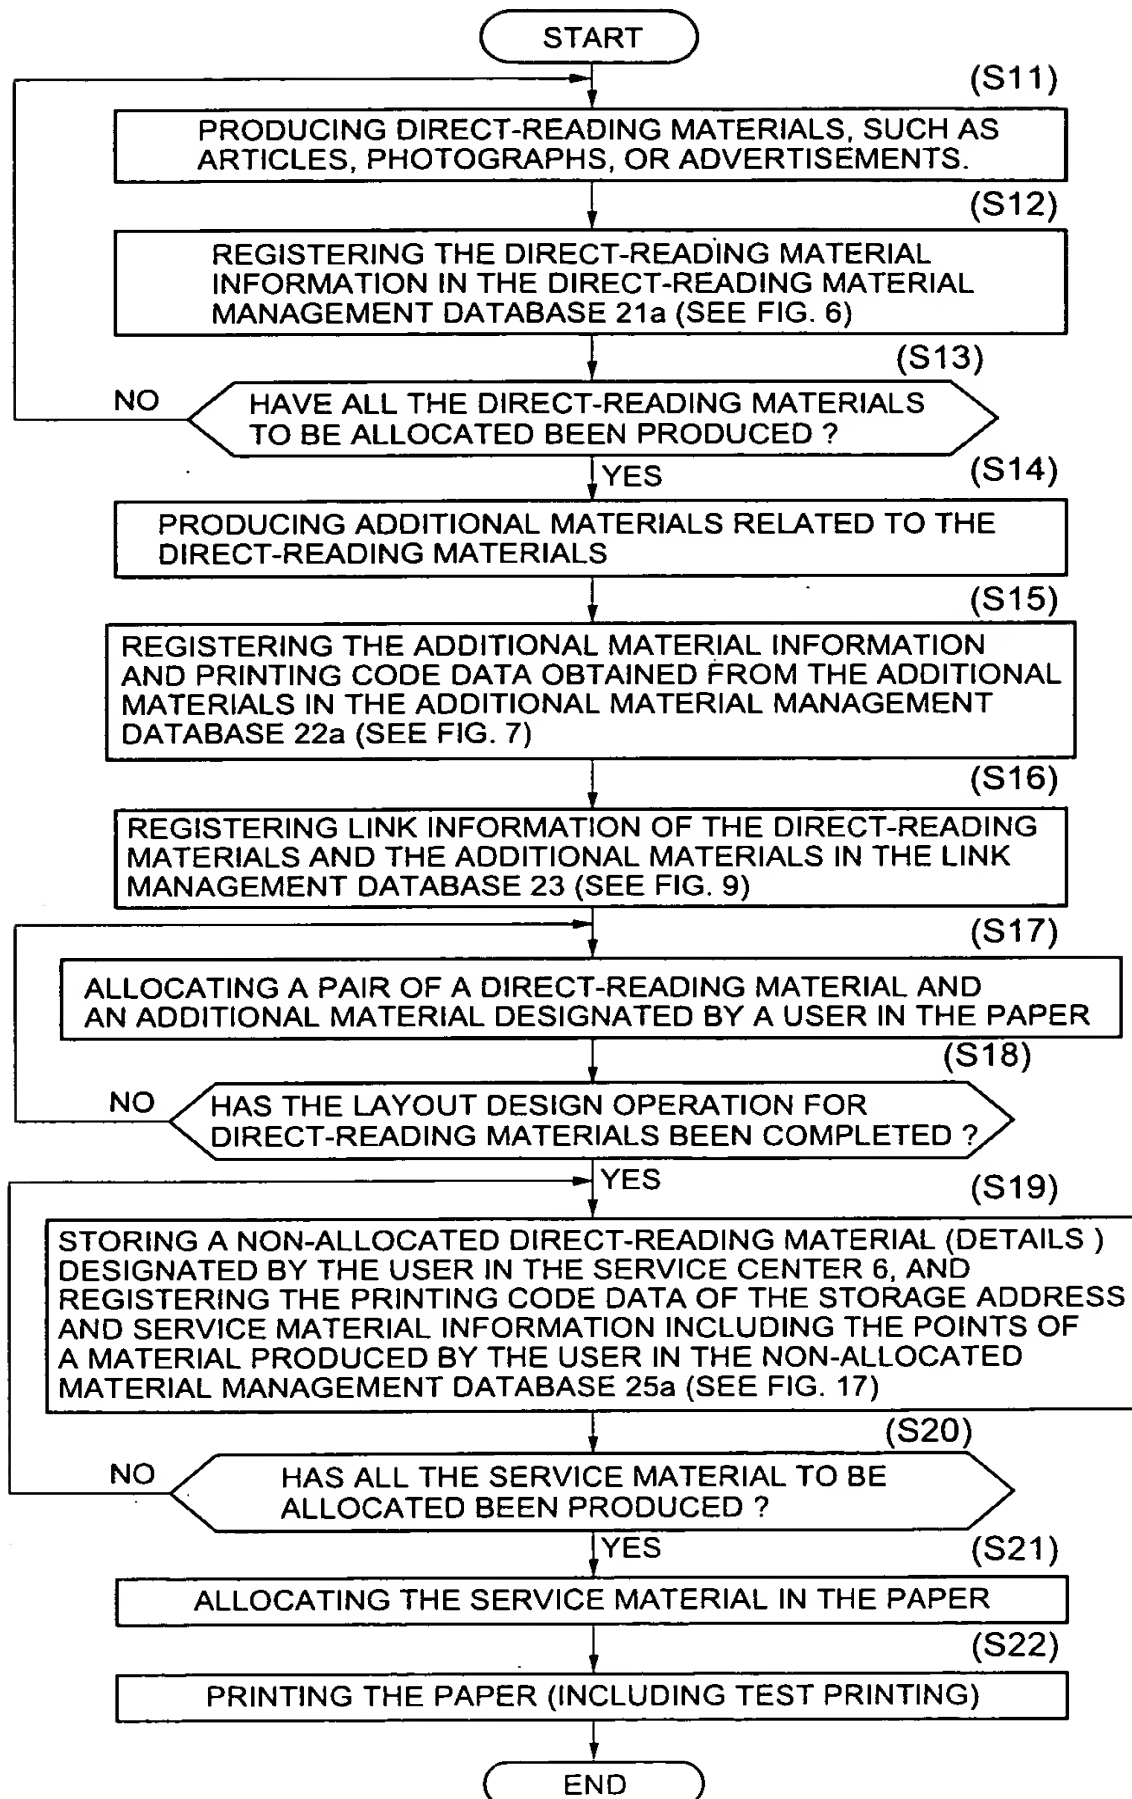 START
(S11)
PRODUCING DIRECT-READING MATERIALS, SUCH AS
ARTICLES, PHOTOGRAPHS, OR ADVERTISEMENTS.
(S12)
REGISTERING THE DIRECT-READING MATERIAL
INFORMATION IN THE DIRECT-READING MATERIAL
MANAGEMENT DATABASE 21a (SEE FIG. 6)
(S13)
NO
HAVE ALL THE DIRECT-READING MATERIALS
TO BE ALLOCATED BEEN PRODUCED ?
YES
(S14)
PRODUCING ADDITIONAL MATERIALS RELATED TO THE
DIRECT-READING MATERIALS
(S15)
REGISTERING THE ADDITIONAL MATERIAL INFORMATION
AND PRINTING CODE DATA OBTAINED FROM THE ADDITIONAL
MATERIALS IN THE ADDITIONAL MATERIAL MANAGEMENT
DATABASE 22a (SEE FIG. 7)
(S16)
REGISTERING LINK INFORMATION OF THE DIRECT-READING
MATERIALS AND THE ADDITIONAL MATERIALS IN THE LINK
MANAGEMENT DATABASE 23 (SEE FIG. 9)
(S17)
ALLOCATING A PAIR OF A DIRECT-READING MATERIAL AND
AN ADDITIONAL MATERIAL DESIGNATED BY A USER IN THE PAPER
(S18)
NO
HAS THE LAYOUT DESIGN OPERATION FOR
DIRECT-READING MATERIALS BEEN COMPLETED ?
YES
(S19)
STORING A NON-ALLOCATED DIRECT-READING MATERIAL (DETAILS )
DESIGNATED BY THE USER IN THE SERVICE CENTER 6, AND
REGISTERING THE PRINTING CODE DATA OF THE STORAGE ADDRESS
AND SERVICE MATERIAL INFORMATION INCLUDING THE POINTS OF
A MATERIAL PRODUCED BY THE USER IN THE NON-ALLOCATED
MATERIAL MANAGEMENT DATABASE 25a (SEE FIG. 17)
(S20)
NO
HAS ALL THE SERVICE MATERIAL TO BE
ALLOCATED BEEN PRODUCED ?
YES
(S21)
ALLOCATING THE SERVICE MATERIAL IN THE PAPER
(S22)
PRINTING THE PAPER (INCLUDING TEST PRINTING)
END